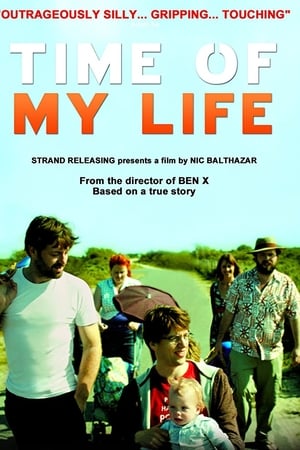 "OUTRAGEOUSLY SILLY... GRIPPING... TOUCHING"
TIME OF
MY LIFE
STRAND RELEASING presents a film by NIC BALTHAZAR
From the director of BEN X
Based on a true story